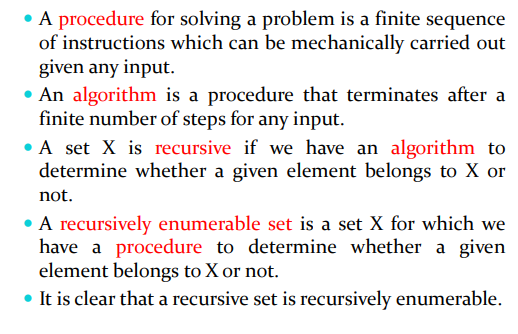 • A procedure for solving a problem is a finite sequence
of instructions which can be mechanically carried out
given any input.
• An algorithm is a procedure that terminates after a
finite number of steps for any input.
• A set X is recursive if we have an algorithm to
determine whether a given element belongs to X or
not.
• A recursively enumerable set is a set X for which we
have a procedure to determine whether a given
element belongs to X or not.
• It is clear that a recursive set is recursively enumerable.